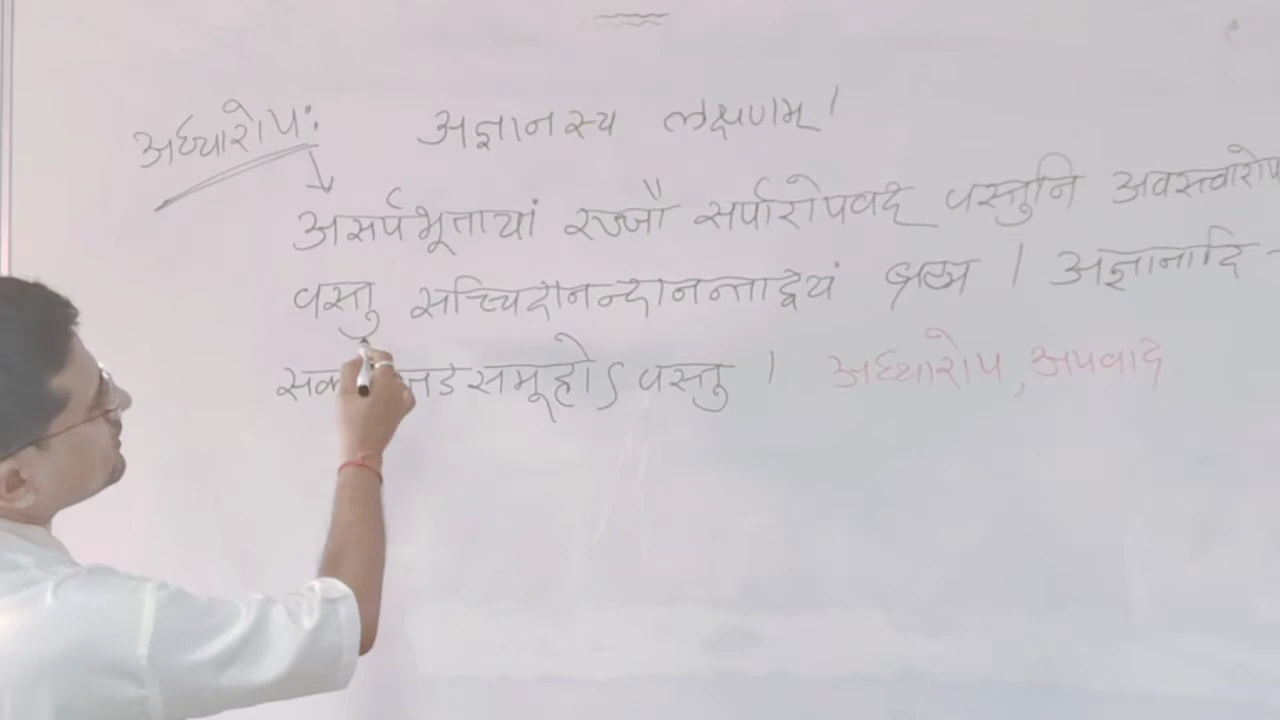 अध्यारोपः अज्ञानस्य लक्षणम् ।
असर्पभूतायां रज्जौ सर्पारोपवद् वस्तुनि अवस्त्वारोप
वस्तु सच्चिदानन्दानन्ताद्वयं ब्रह्म । अज्ञानादि -
जडसमूहोऽवस्तु । अध्यारोप, अपवाद